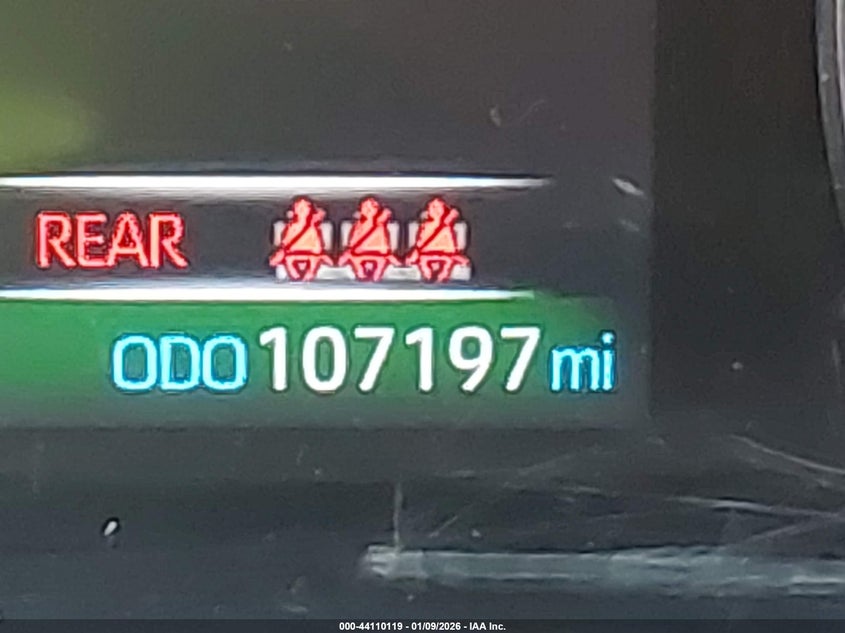 REAR
ODO 107197 mi
000-44110119 - 01/09/2026 - IAA Inc.